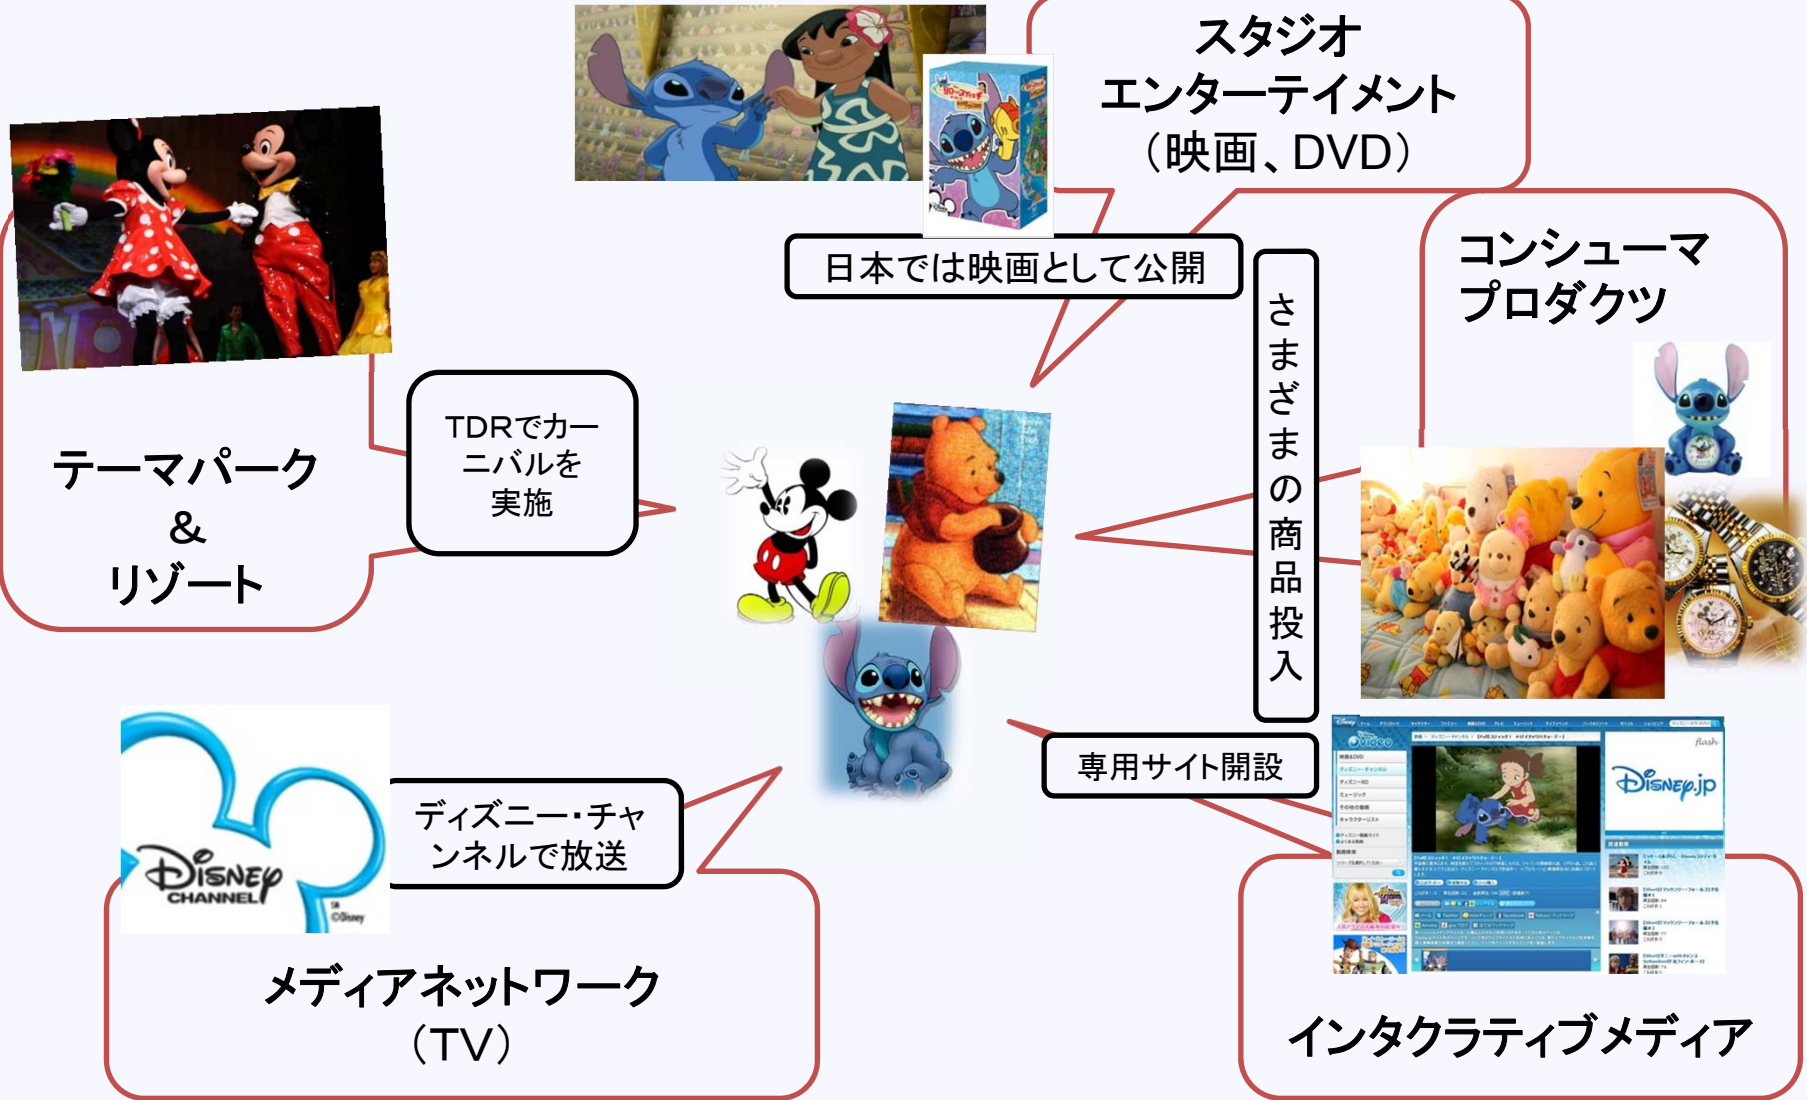 スタジオ
エンターテイメント
（映画、DVD）
日本では映画として公開
コンシューマ
プロダクツ
さまざまの商品投入
TDRでカー
ニバルを
実施
テーマパーク
&
リゾート
専用サイト開設
ディズニー・チャ
ンネルで放送
DISNEY
CHANNEL
©Disney
メディアネットワーク
（TV）
Disney.jp
flash
video
インタクラティブメディア